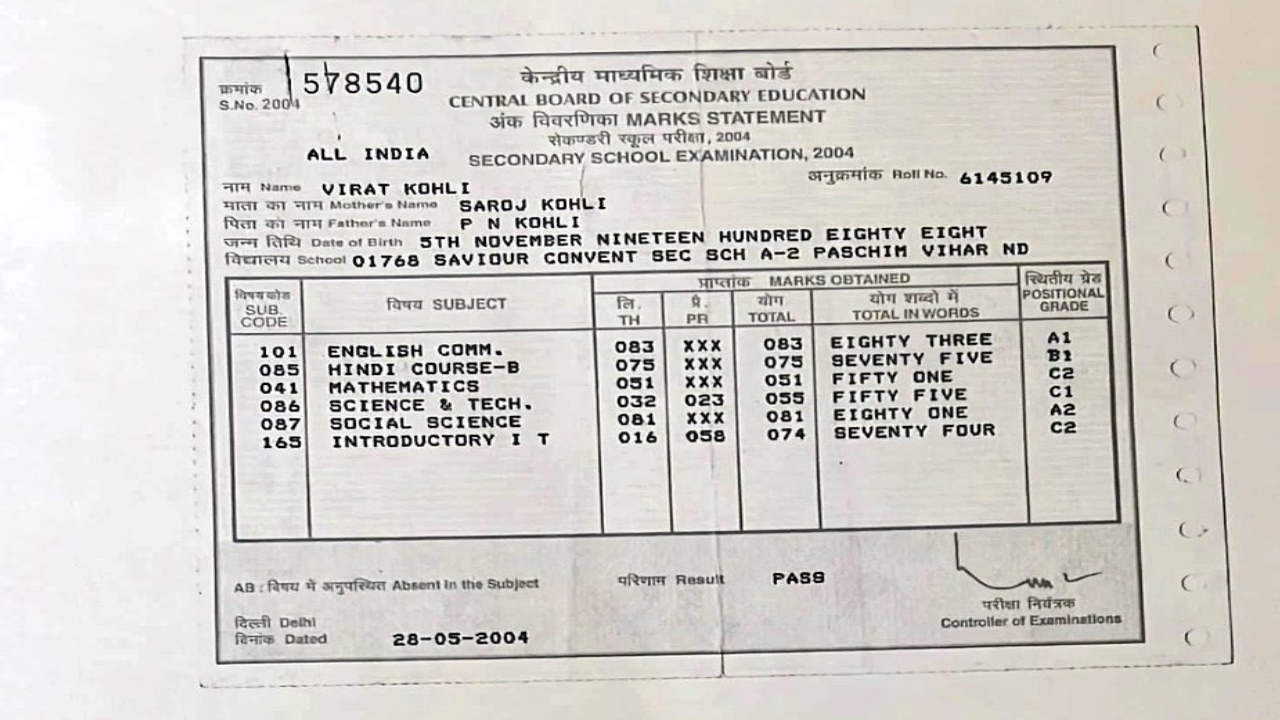 क्रमांक 578540
S.No. 2004
केन्द्रीय माध्यमिक शिक्षा बोर्ड
CENTRAL BOARD OF SECONDARY EDUCATION
अंक विवरणिका MARKS STATEMENT
सेकण्डरी स्कूल परीक्षा, 2004
ALL INDIA SECONDARY SCHOOL EXAMINATION, 2004
अनुक्रमांक Roll No. 6145109
नाम Name VIRAT KOHLI
माता का नाम Mother's Name SAROJ KOHLI
पिता का नाम Father's Name P N KOHLI
जन्म तिथि Date of Birth 5TH NOVEMBER NINETEEN HUNDRED EIGHTY EIGHT
विद्यालय School 01768 SAVIOUR CONVENT SEC SCH A-2 PASCHIM VIHAR ND
विषय कोड SUB. CODE विषय SUBJECT प्राप्तांक MARKS OBTAINED स्थितीय ग्रेड POSITIONAL GRADE
लि. TH प्रै. PR योग TOTAL योग शब्दो में TOTAL IN WORDS
101 ENGLISH COMM. 083 XXX 083 EIGHTY THREE A1
085 HINDI COURSE-B 075 XXX 075 SEVENTY FIVE B1
041 MATHEMATICS 051 XXX 051 FIFTY ONE C2
086 SCIENCE & TECH. 032 023 055 FIFTY FIVE C1
087 SOCIAL SCIENCE 081 XXX 081 EIGHTY ONE A2
165 INTRODUCTORY I T 016 058 074 SEVENTY FOUR C2
AB : विषय में अनुपस्थित Absent in the Subject परिणाम Result PASS
परीक्षा नियंत्रक
Controller of Examinations
दिल्ली Delhi
दिनांक Dated 28-05-2004